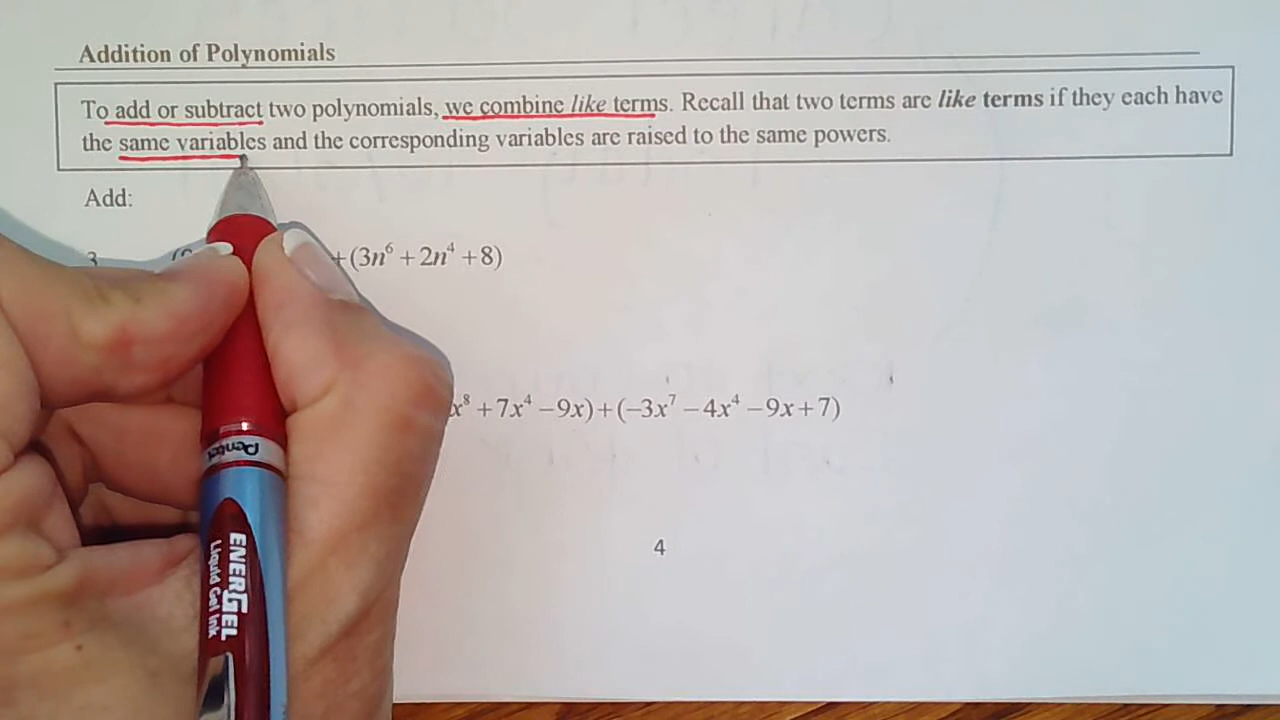 Addition of Polynomials
To add or subtract two polynomials, we combine like terms. Recall that two terms are like terms if they each have
the same variables and the corresponding variables are raised to the same powers.
Add:
3 +(3n⁶ + 2n⁴ + 8)
x⁸ + 7x⁴ − 9x) + (−3x⁷ − 4x⁴ − 9x + 7)
4
Pentel
ENERGEL
Liquid Gel Ink